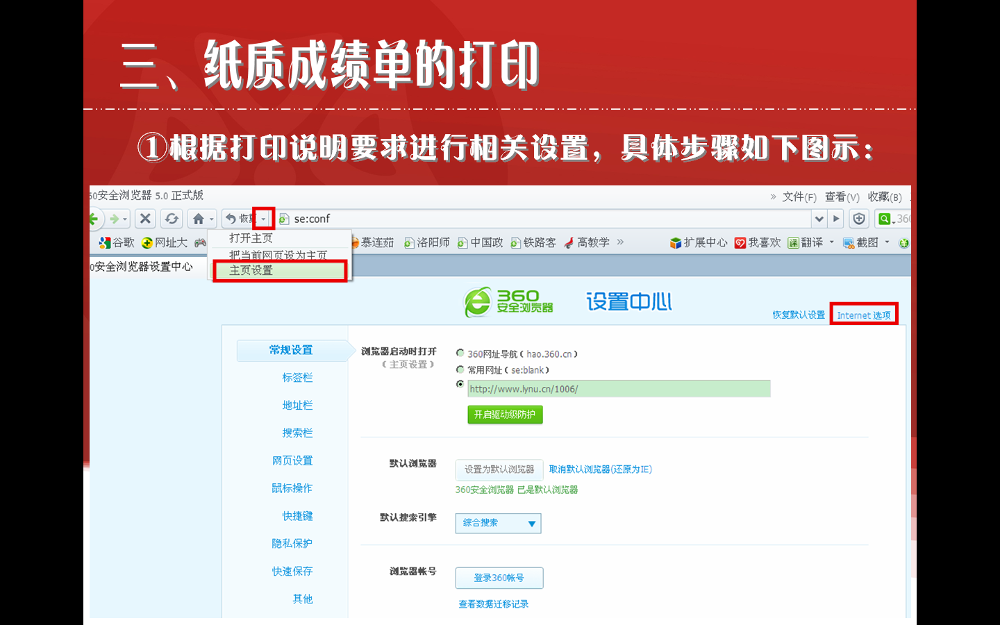 三、纸质成绩单的打印
①根据打印说明要求进行相关设置，具体步骤如下图示：
60安全浏览器 5.0 正式版
» 文件(F) 查看(V) 收藏(B)
恢复 se:conf
谷歌 网址大 慕连茹 洛阳师 中国政 铁路客 高教学 » 扩展中心 我喜欢 翻译 截图
打开主页
把当前网页设为主页
主页设置
0安全浏览器设置中心
360
安全浏览器
设置中心
恢复默认设置 Internet 选项
常规设置
标签栏
地址栏
搜索栏
网页设置
鼠标操作
快捷键
隐私保护
快速保存
其他
浏览器启动时打开
（主页设置）
360网址导航（hao.360.cn）
常用网址（se:blank）
http://www.lynu.cn/1006/
开启驱动级防护
默认浏览器
设置为默认浏览器 取消默认浏览器(还原为IE)
360安全浏览器 已是默认浏览器
默认搜索引擎
综合搜索
浏览器帐号
登录360帐号
查看数据迁移记录